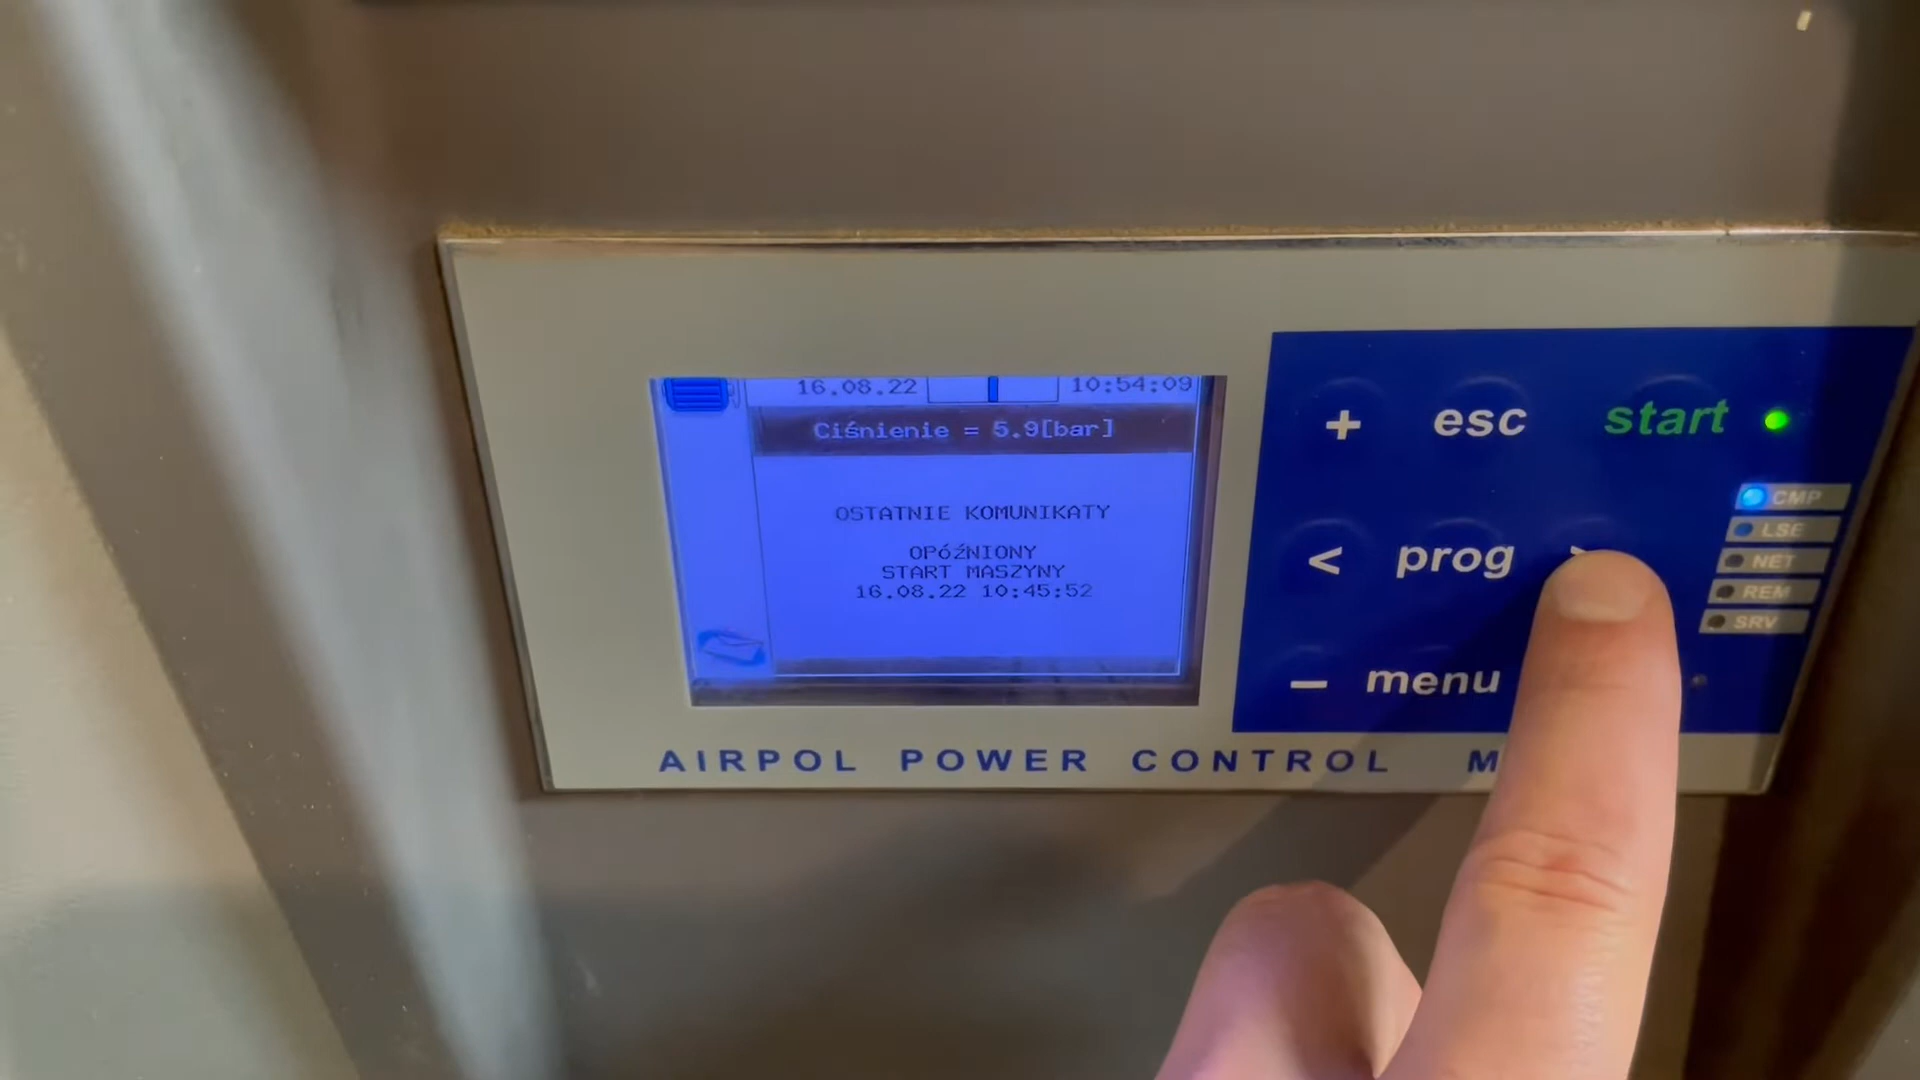 16.08.22 10:54:09
Ciśnienie = 5.9[bar]
OSTATNIE KOMUNIKATY
OPóŹNIONY
START MASZYNY
16.08.22 10:45:52
+ esc start
CMP
LSE
NET
REM
SRV
< prog >
– menu
AIRPOL POWER CONTROL M